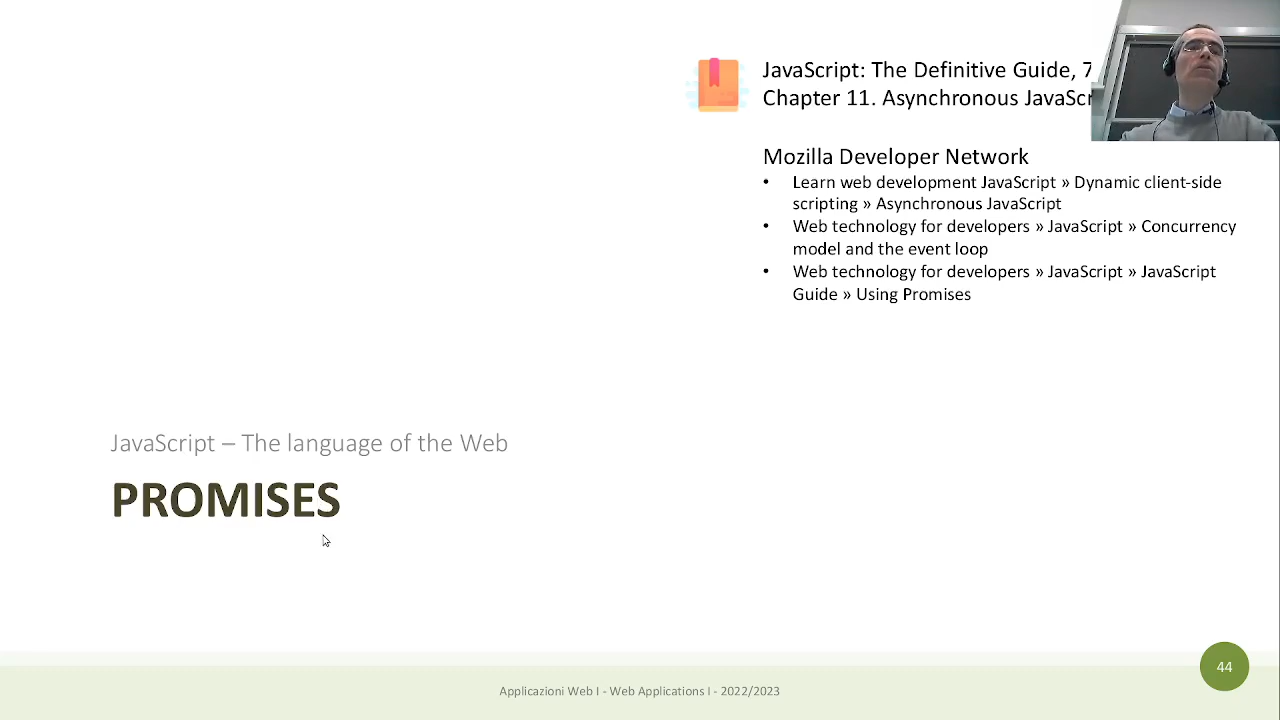 JavaScript: The Definitive Guide, 7
Chapter 11. Asynchronous
Mozilla Developer Network
• Learn web development JavaScript » Dynamic client-side
scripting » Asynchronous JavaScript
• Web technology for developers » JavaScript » Concurrency
model and the event loop
• Web technology for developers » JavaScript » JavaScript
Guide » Using Promises
JavaScript – The language of the Web
PROMISES
44
Applicazioni Web I - Web Applications I - 2022/2023